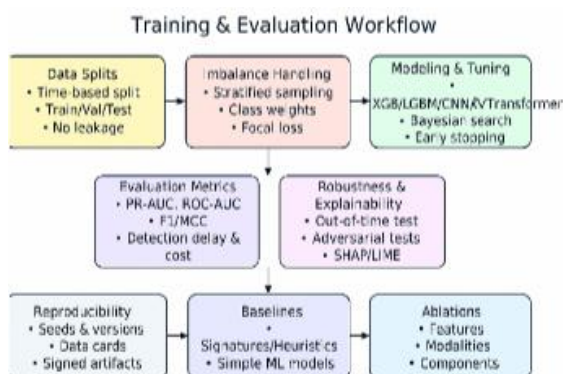 Training & Evaluation Workflow
Data Splits
• Time-based split
• Train/Val/Test
• No leakage
Imbalance Handling
• Stratified sampling
• Class weights
• Focal loss
Modeling & Tuning
•
XGB/LGBM/CNN/ViTransformer
• Bayesian search
• Early stopping
Evaluation Metrics
• PR-AUC, ROC-AUC
• F1/MCC
• Detection delay &
cost
Robustness &
Explainability
• Out-of-time test
• Adversarial tests
• SHAP/LIME
Reproducibility
• Seeds & versions
• Data cards
• Signed artifacts
Baselines
•
Signatures/Heuristics
• Simple ML models
Ablations
• Features
• Modalities
• Components